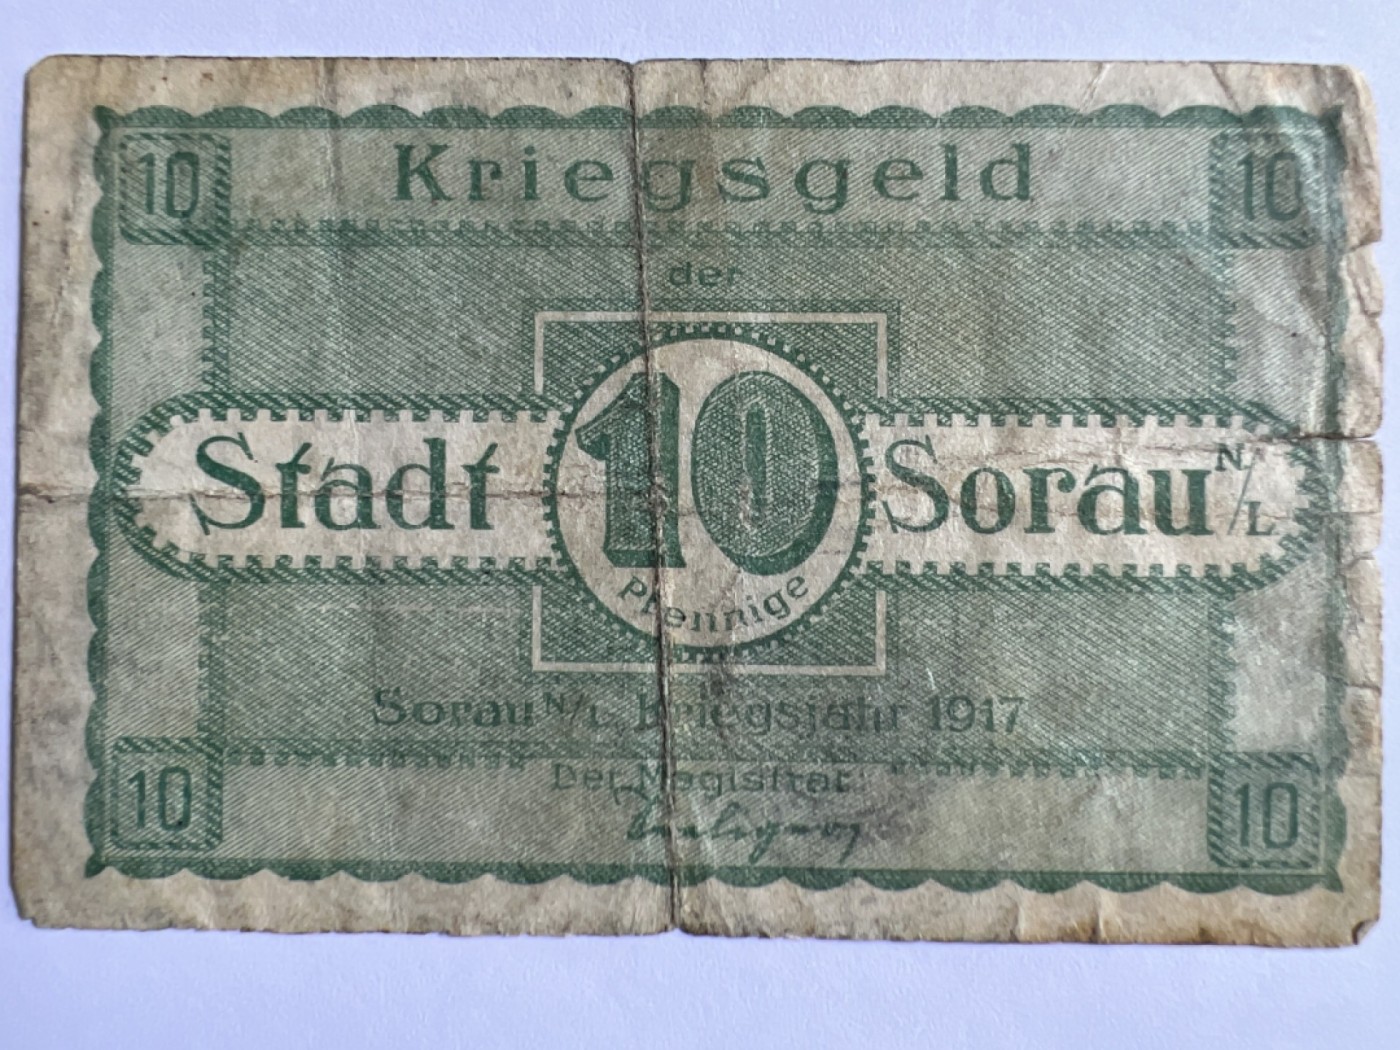 10 Kriegsgeld 10
der
Stadt 10 Sorau N/L
Pfennige
Sorau N/L, Kriegsjahr 1917
Der Magistrat
10 10